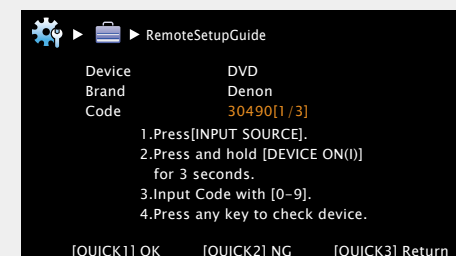 RemoteSetupGuide
Device DVD
Brand Denon
Code 30490[1/3]
1.Press[INPUT SOURCE].
2.Press and hold [DEVICE ON(I)]
for 3 seconds.
3.Input Code with [0-9].
4.Press any key to check device.
[QUICK1] OK [QUICK2] NG [QUICK3] Return